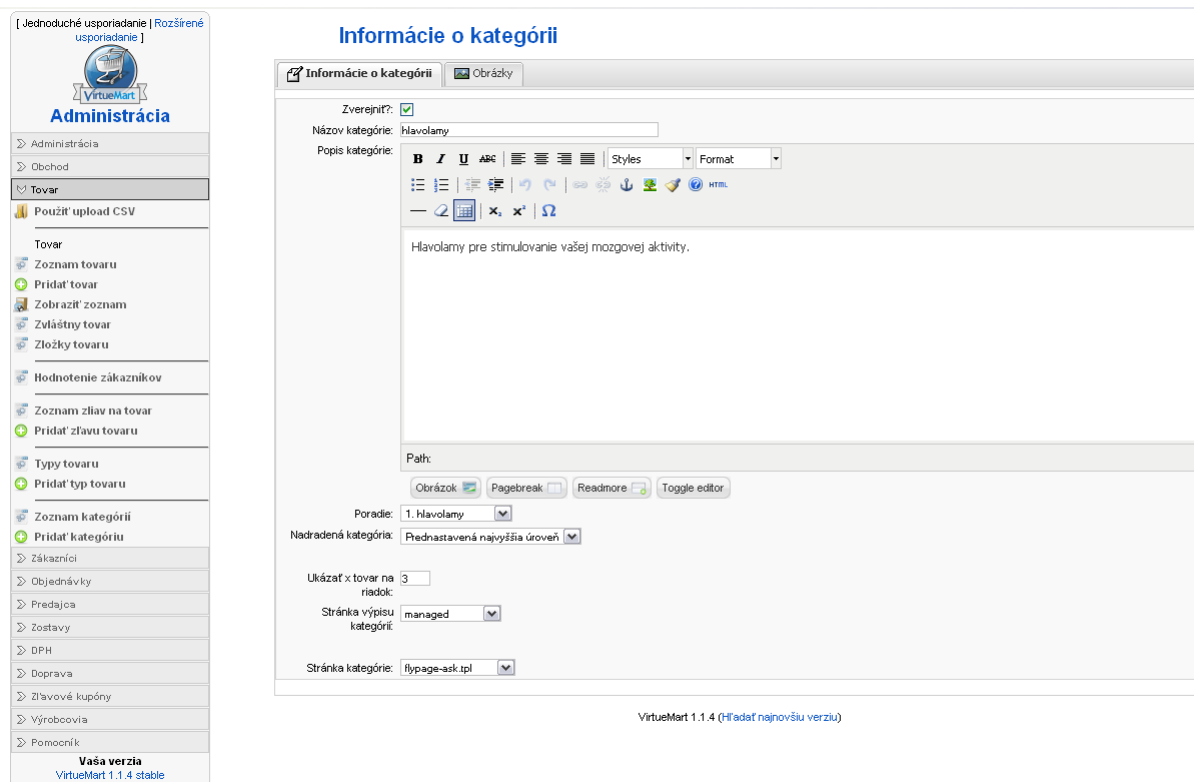 [ Jednoduché usporiadanie | Rozšírené
usporiadanie ]
VirtueMart
Administrácia
Administrácia
Obchod
Tovar
Použiť upload CSV
Tovar
Zoznam tovaru
Pridať tovar
Zobraziť zoznam
Zvláštny tovar
Zložky tovaru
Hodnotenie zákazníkov
Zoznam zliav na tovar
Pridať zľavu tovaru
Typy tovaru
Pridať typ tovaru
Zoznam kategórií
Pridať kategóriu
Zákazníci
Objednávky
Predajca
Zostavy
DPH
Doprava
Zľavové kupóny
Výrobcovia
Pomocník
Vaša verzia
VirtueMart 1.1.4 stable
Informácie o kategórii
Informácie o kategórii Obrázky
Zverejniť?:
Názov kategórie: hlavolamy
Popis kategórie:
B I U ABC Styles Format
HTML
x₂ x² Ω
Hlavolamy pre stimulovanie vašej mozgovej aktivity.
Path:
Obrázok Pagebreak Readmore Toggle editor
Poradie: 1. hlavolamy
Nadradená kategória: Prednastavená najvyššia úroveň
Ukázať x tovar na
riadok: 3
Stránka výpisu
kategórií: managed
Stránka kategórie: flypage-ask.tpl
VirtueMart 1.1.4 (Hľadať najnovšiu verziu)